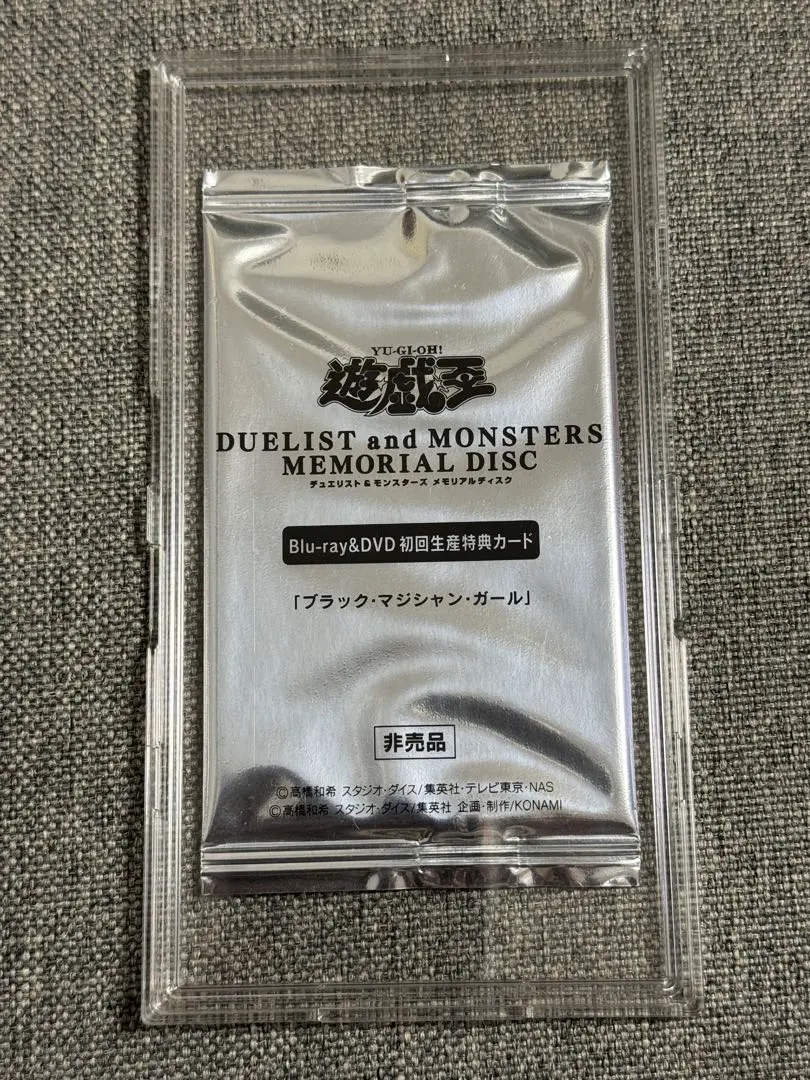 YU-GI-OH!
遊戯王
DUELIST and MONSTERS
MEMORIAL DISC
デュエリスト&モンスターズ メモリアルディスク
Blu-ray&DVD 初回生産特典カード
「ブラック・マジシャン・ガール」
非売品
©高橋和希 スタジオ・ダイス/集英社・テレビ東京・NAS
©高橋和希 スタジオ・ダイス/集英社 企画・制作/KONAMI